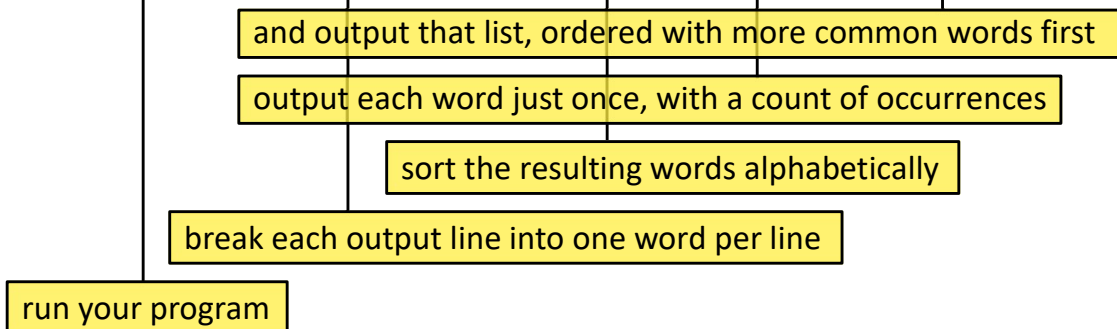 and output that list, ordered with more common words first
output each word just once, with a count of occurrences
sort the resulting words alphabetically
break each output line into one word per line
run your program